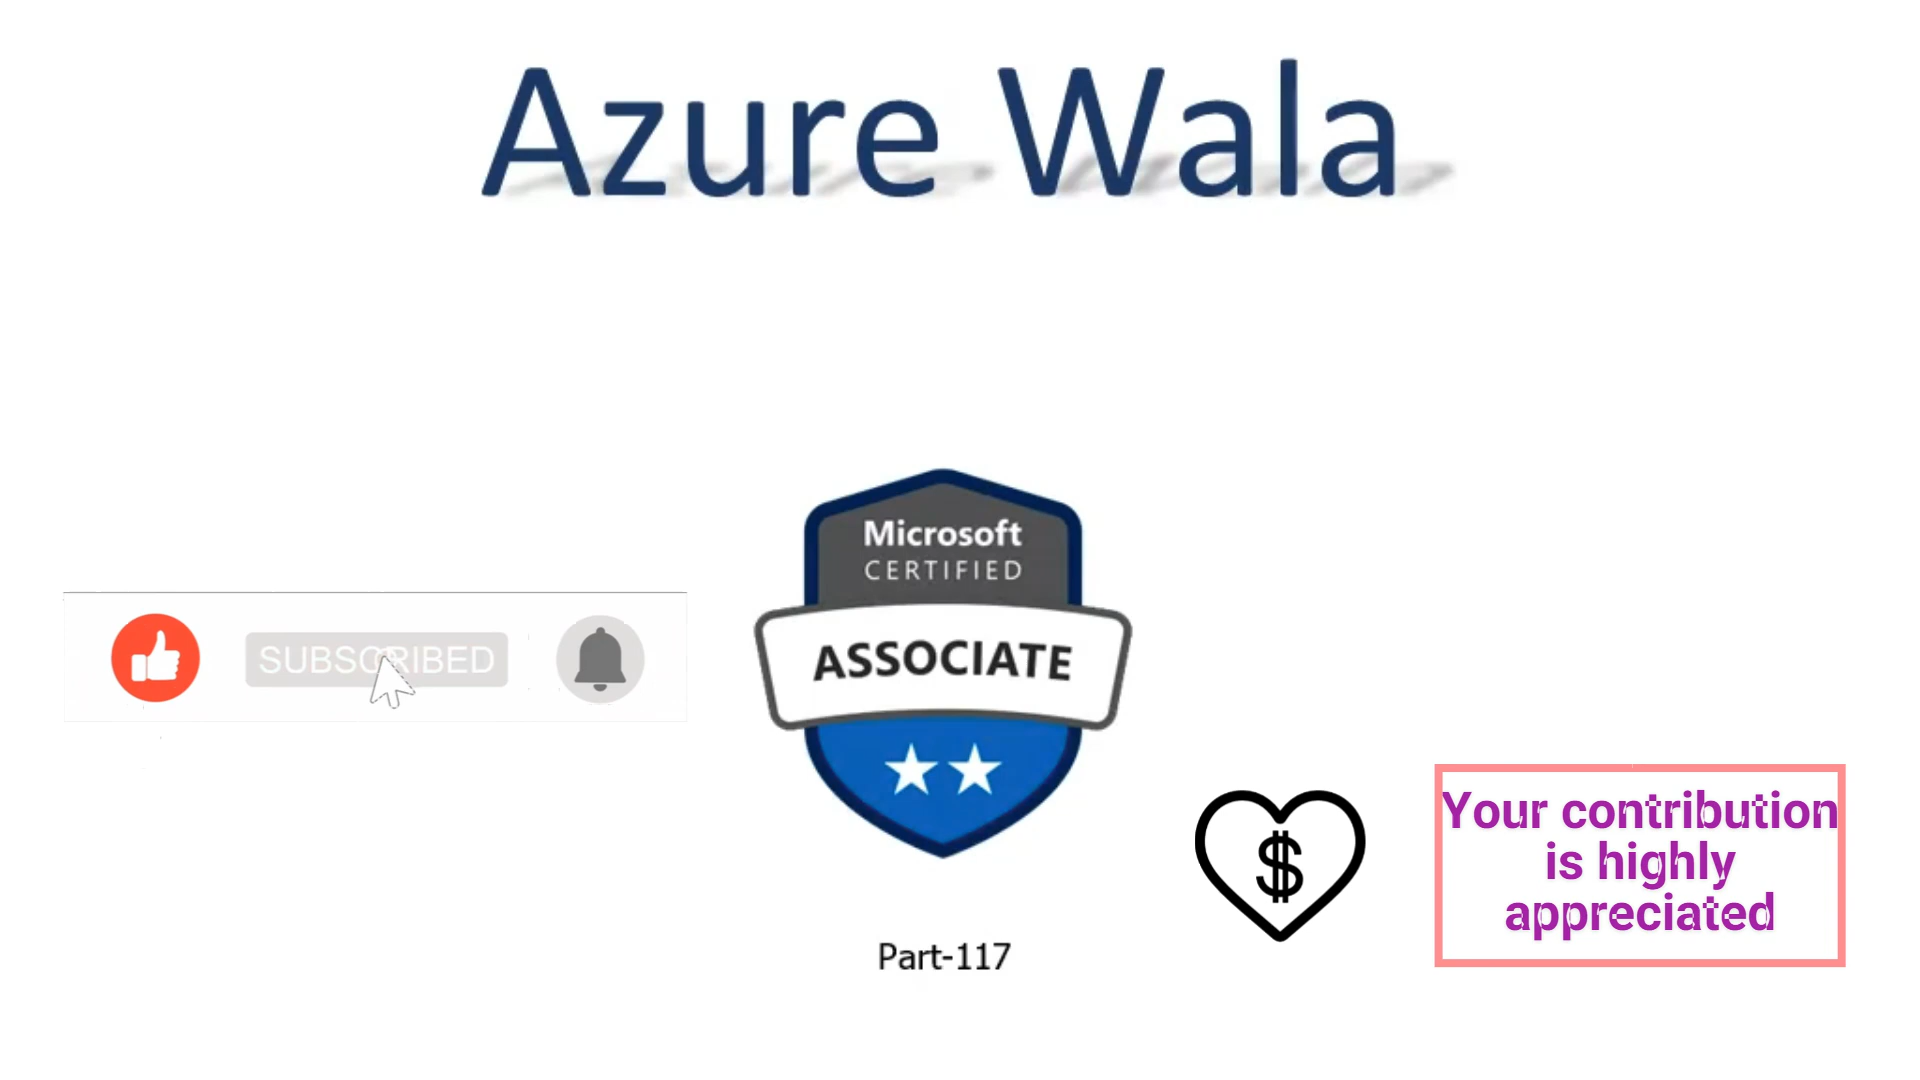 Azure Wala
Microsoft
CERTIFIED
ASSOCIATE
SUBSCRIBED
$
Your contribution
is highly
appreciated
Part-117